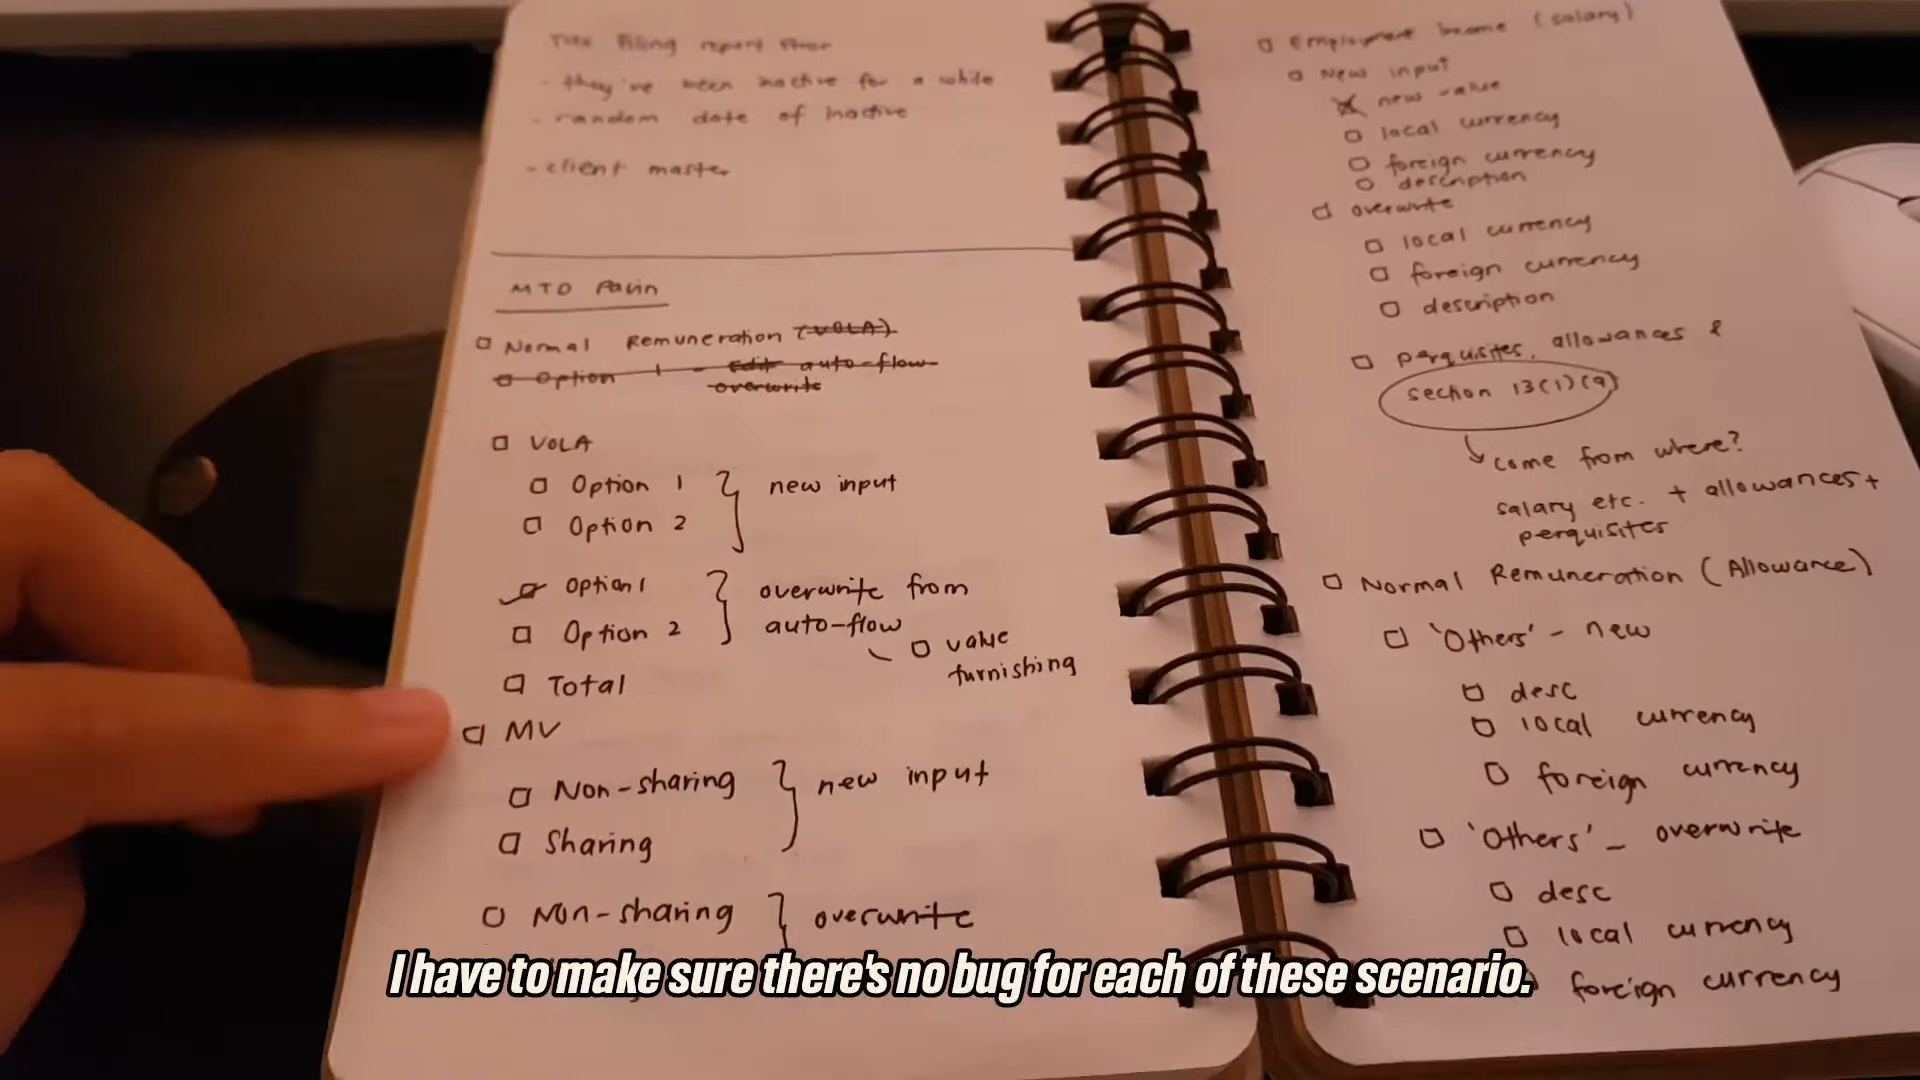 Tax filing report error
- they've been inactive for a while
- random date of inactive
- client master
MTD
□ Normal Remuneration (VOLA)
□ Option 1 - Edit auto-flow
overwrite
□ VOLA
□ Option 1
□ Option 2
new input
□ Option 1
□ Option 2
overwrite from
auto-flow
□ value
furnishing
□ Total
□ MV
□ Non-sharing
□ Sharing
new input
□ Non-sharing
overwrite
□ Employment Income (salary)
□ New input
new value
□ local currency
□ foreign currency
□ description
□ overwrite
□ local currency
□ foreign currency
□ description
□ perquisites, allowances &
section 13(1)(a)
come from where?
salary etc. + allowances +
perquisites
□ Normal Remuneration (Allowance)
□ 'Others' - new
□ desc
□ local currency
□ foreign currency
□ 'Others' - overwrite
□ desc
□ local currency
foreign currency
I have to make sure there's no bug for each of these scenario.